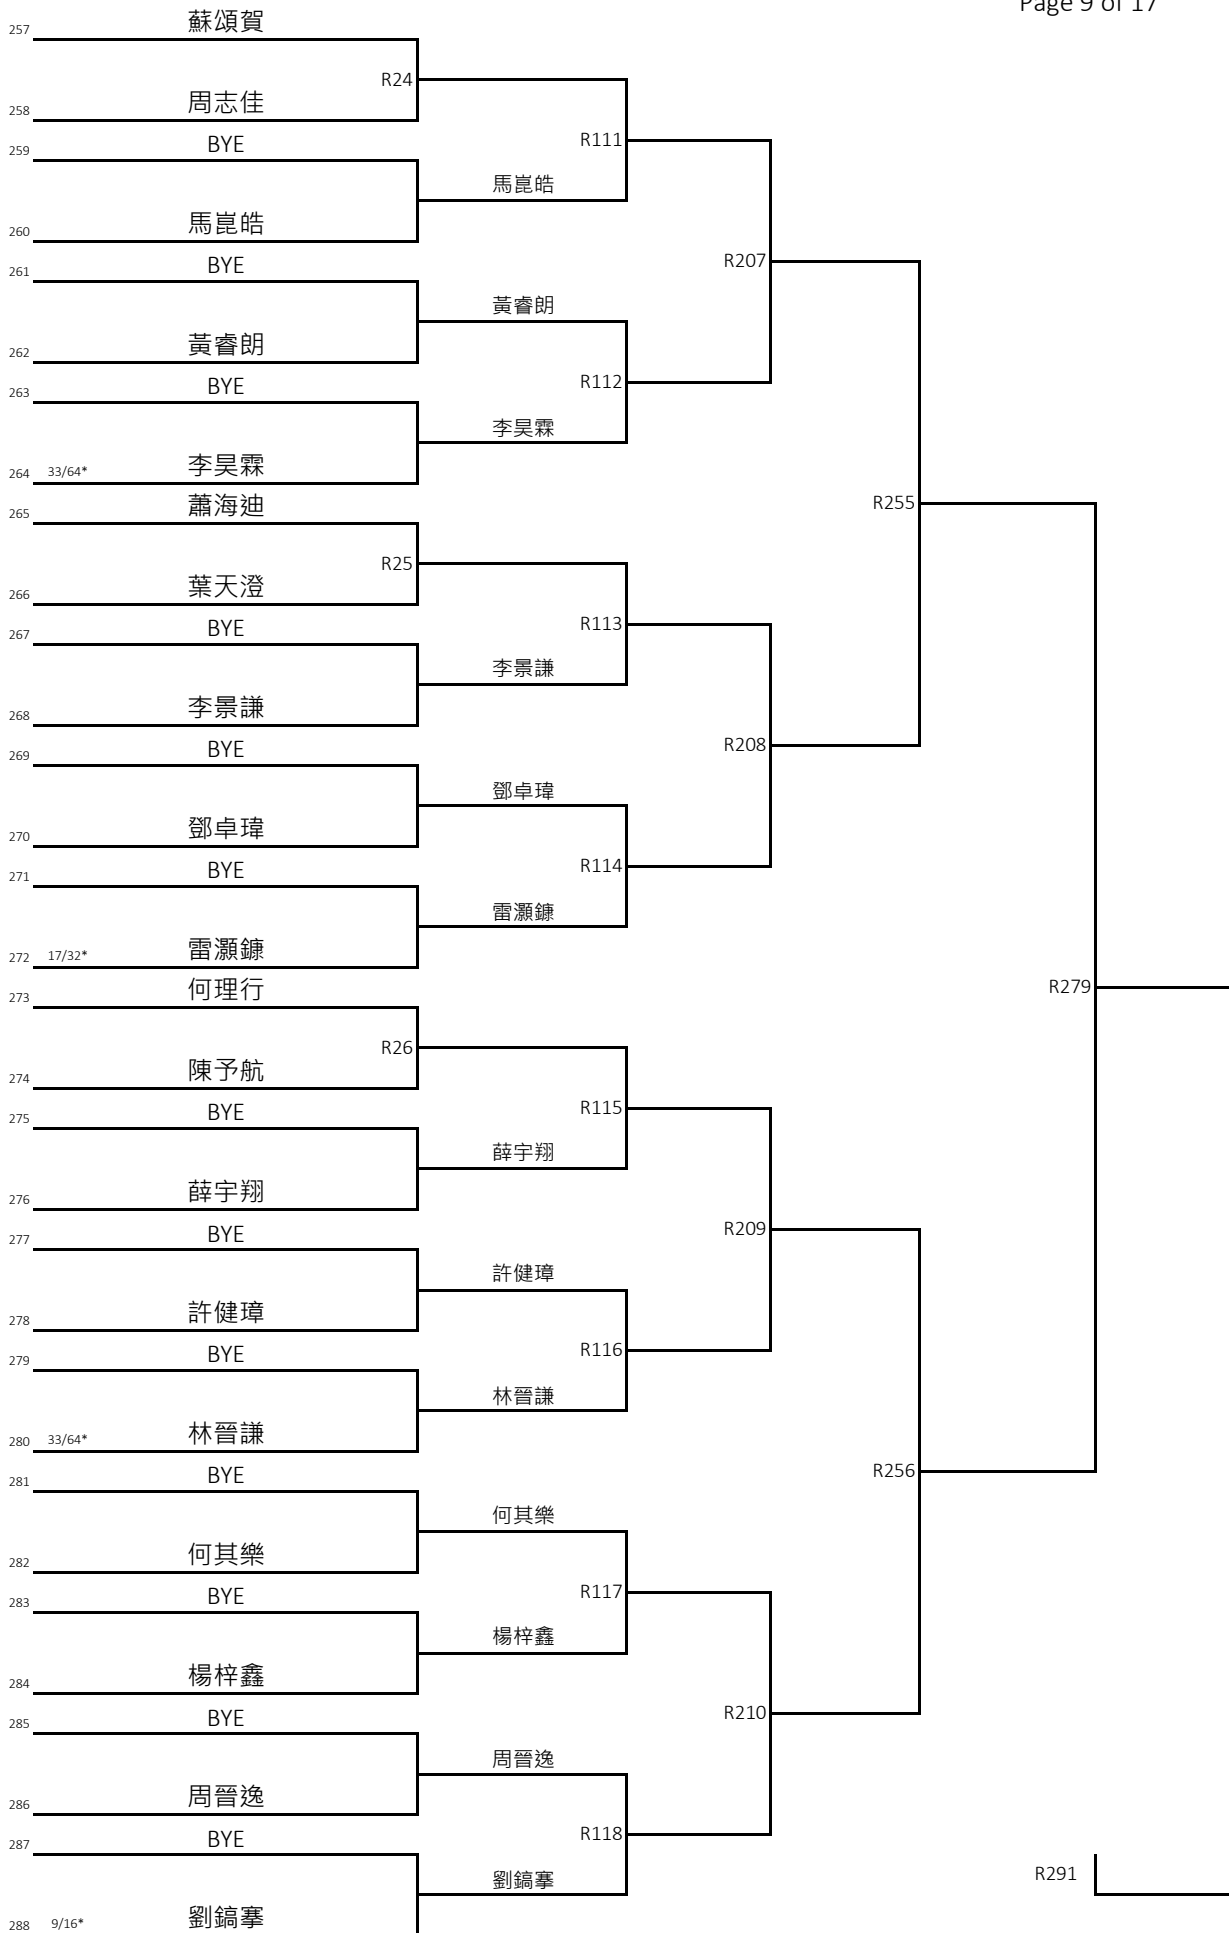 Page 9 of 17
257 蘇頌賀
R24
258 周志佳
259 BYE
R111
馬崑皓
260 馬崑皓
261 BYE
R207
黃睿朗
262 黃睿朗
263 BYE
R112
李昊霖
264 33/64* 李昊霖
265 蕭海迪
R255
R25
266 葉天澄
267 BYE
R113
李景謙
268 李景謙
269 BYE
R208
鄧卓瑋
270 鄧卓瑋
271 BYE
R114
雷灝鏮
272 17/32* 雷灝鏮
273 何理行
R279
R26
274 陳予航
275 BYE
R115
薛宇翔
276 薛宇翔
277 BYE
R209
許健璋
278 許健璋
279 BYE
R116
林晉謙
280 33/64* 林晉謙
281 BYE
R256
何其樂
282 何其樂
283 BYE
R117
楊梓鑫
284 楊梓鑫
285 BYE
R210
周晉逸
286 周晉逸
287 BYE
R118
劉鎬搴
R291
288 9/16* 劉鎬搴